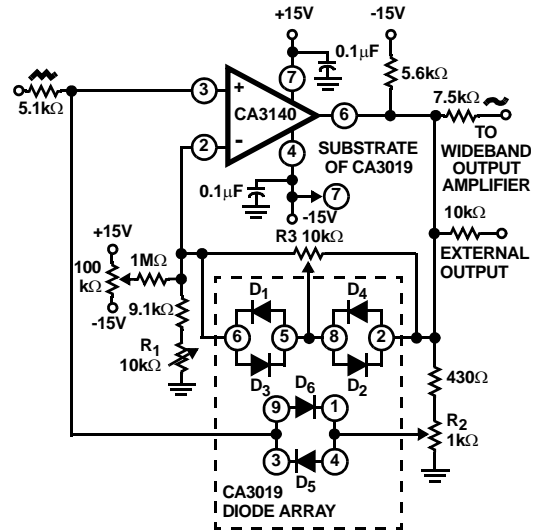 +15V
-15V
0.1µF
5.6kΩ
7
5.1kΩ
3
+
CA3140
6
7.5kΩ
2
-
4
SUBSTRATE
OF CA3019
TO
WIDEBAND
OUTPUT
AMPLIFIER
0.1µF
7
-15V
10kΩ
EXTERNAL
OUTPUT
+15V
R3 10kΩ
1MΩ
100
kΩ
-15V
9.1kΩ
D1
D4
6
5
8
2
R1
10kΩ
D3
D2
430Ω
D6
9
1
R2
1kΩ
3
4
D5
CA3019
DIODE ARRAY